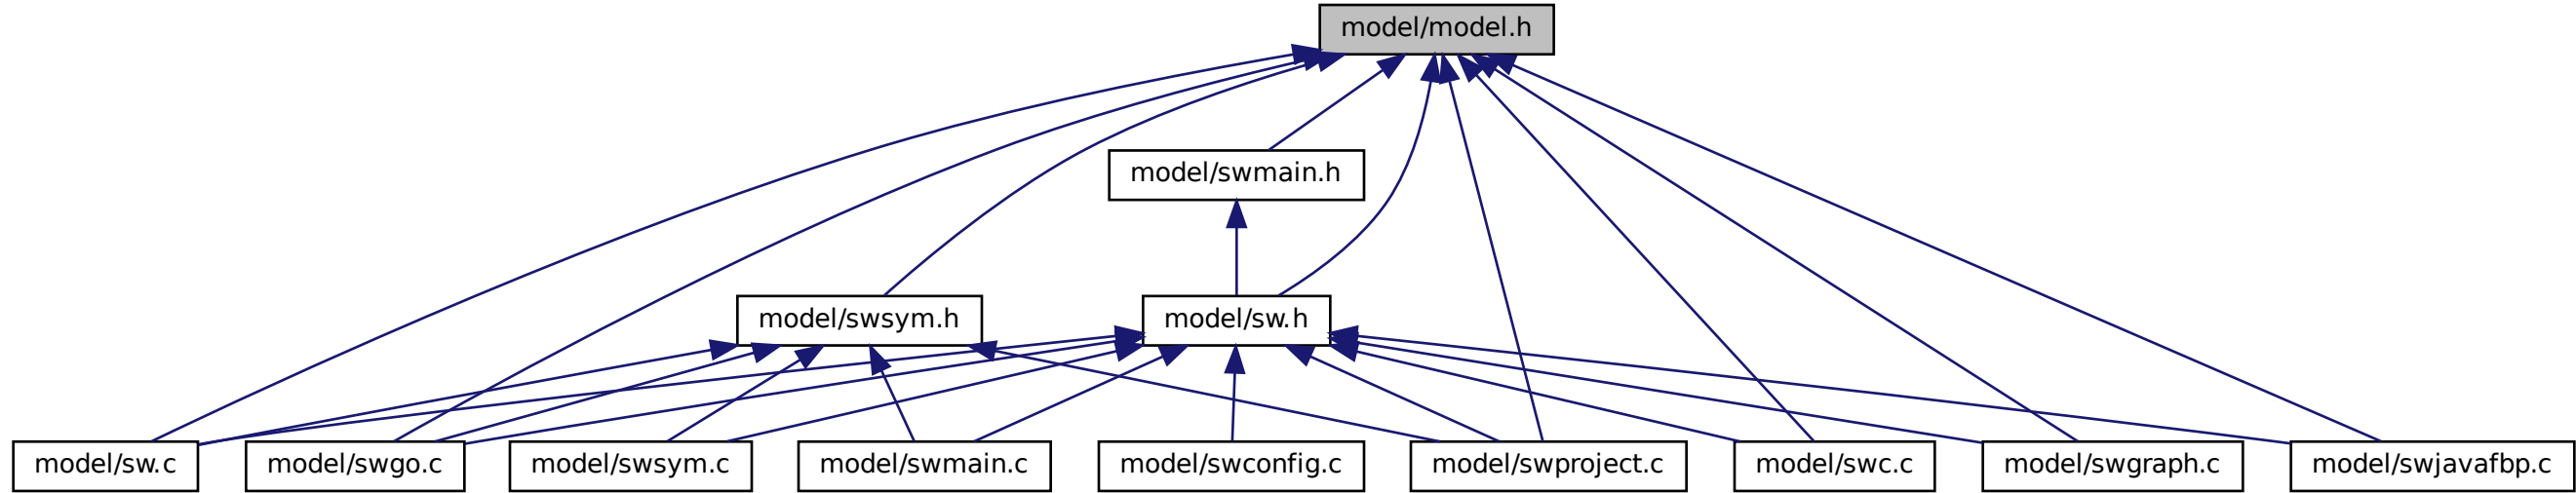 model/model.h
model/swmain.h
model/swsym.h
model/sw.h
model/sw.c
model/swgo.c
model/swsym.c
model/swmain.c
model/swconfig.c
model/swproject.c
model/swc.c
model/swgraph.c
model/swjavafbp.c